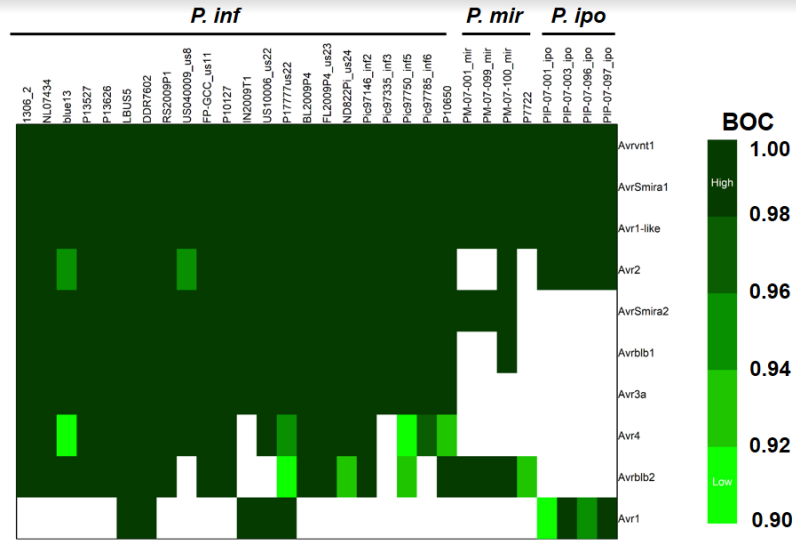 P. inf P. mir P. ipo
1306_2
NL07434
blue13
P13527
P13626
LBUS5
DDR7602
RS2009P1
US040009_us8
FP-GCC_us11
P10127
IN2009T1
US10006_us22
P17777us22
BL2009P4
FL2009P4_us23
ND822Pi_us24
Pic97146_inf2
Pic97335_inf3
Pic97750_inf5
Pic97785_inf6
P10650
PM-07-001_mir
PM-07-099_mir
PM-07-100_mir
P7722
PIP-07-001_ipo
PIP-07-003_ipo
PIP-07-096_ipo
PIP-07-097_ipo
Avrvnt1
AvrSmira1
Avr1-like
Avr2
AvrSmira2
Avrblb1
Avr3a
Avr4
Avrblb2
Avr1
BOC
1.00
High
0.98
0.96
0.94
0.92
Low
0.90